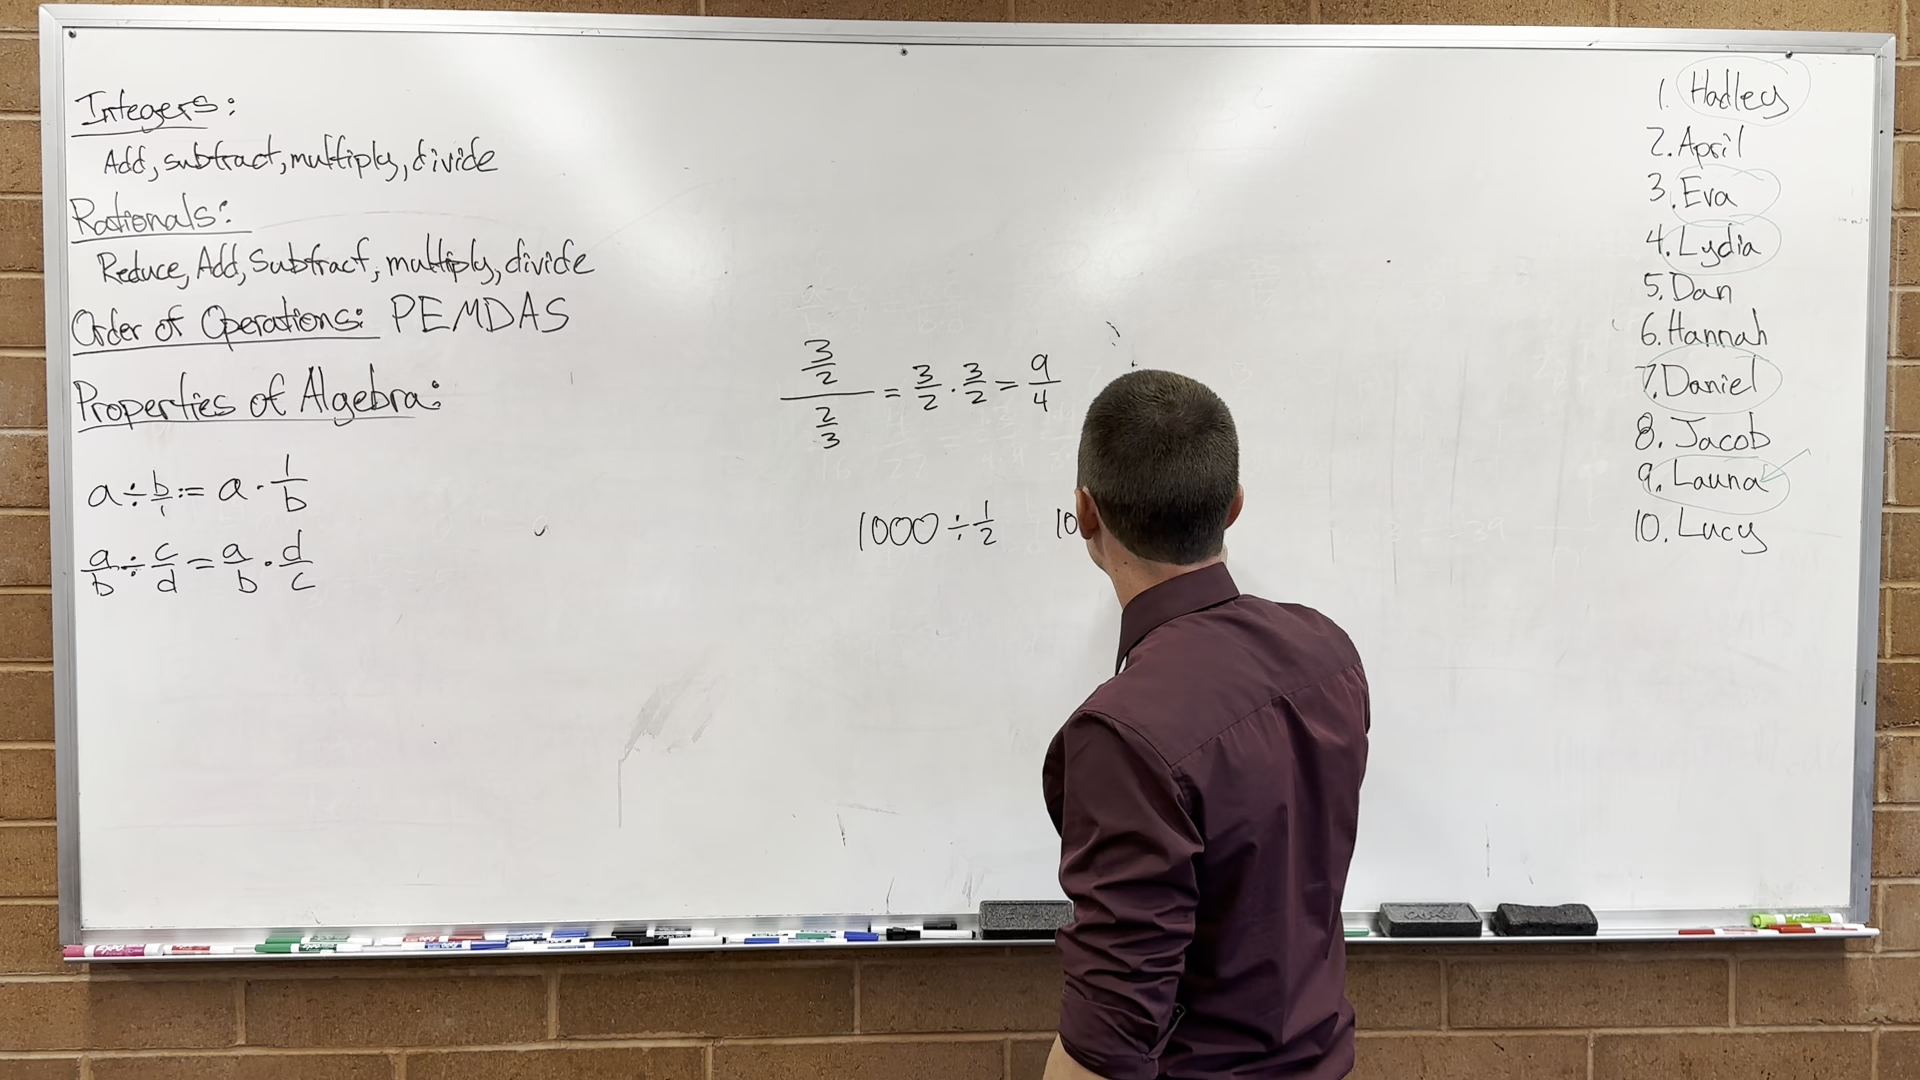 Integers:
Add, subtract, multiply, divide
Rationals:
Reduce, Add, Subtract, multiply, divide
Order of Operations: PEMDAS
Properties of Algebra:
a ÷ b/1 = a · 1/b
a/b ÷ c/d = a/b · d/c
(3/2)/(2/3) = 3/2 · 3/2 = 9/4
1000 ÷ 1/2 10
1. Hadley
2. April
3. Eva
4. Lydia
5. Dan
6. Hannah
7. Daniel
8. Jacob
9. Launa
10. Lucy